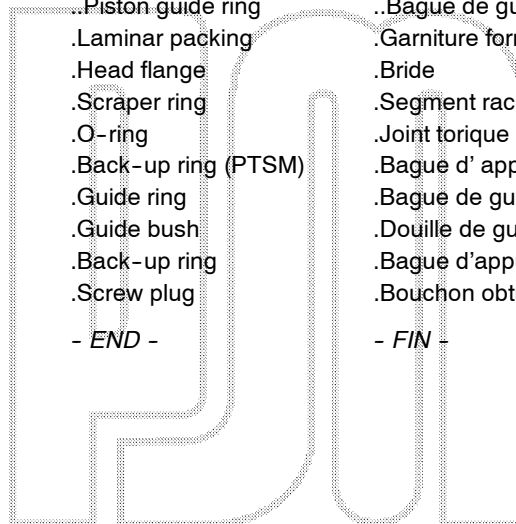 ..Piston guide ring ..Bague de gu
.Laminar packing .Garniture for
.Head flange .Bride
.Scraper ring .Segment rac
.O-ring .Joint torique
.Back-up ring (PTSM) .Bague d' app
.Guide ring .Bague de gu
.Guide bush .Douille de gu
.Back-up ring .Bague d'app
.Screw plug .Bouchon obt
- END - - FIN -